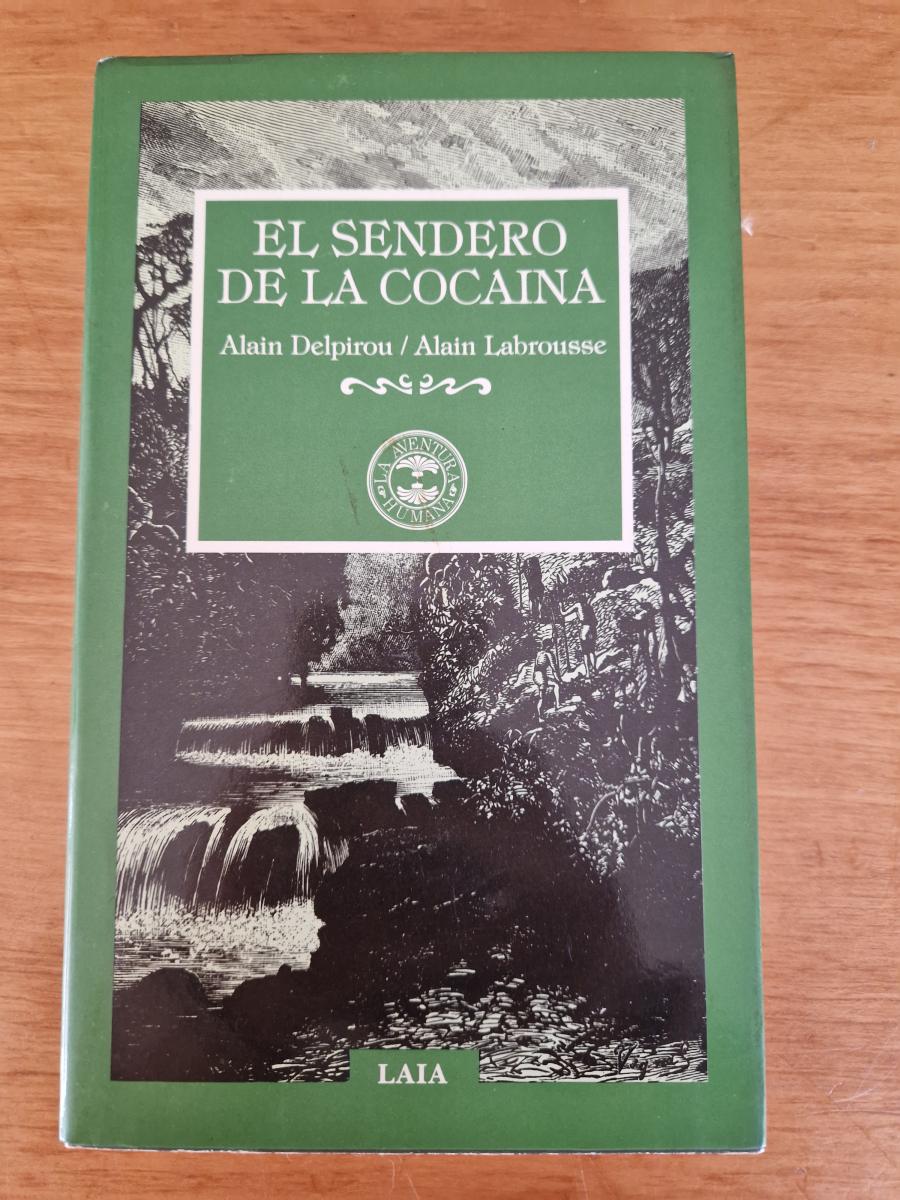 EL SENDERO
DE LA COCAINA
Alain Delpirou / Alain Labrousse
LA AVENTURA
HUMANA
LAIA